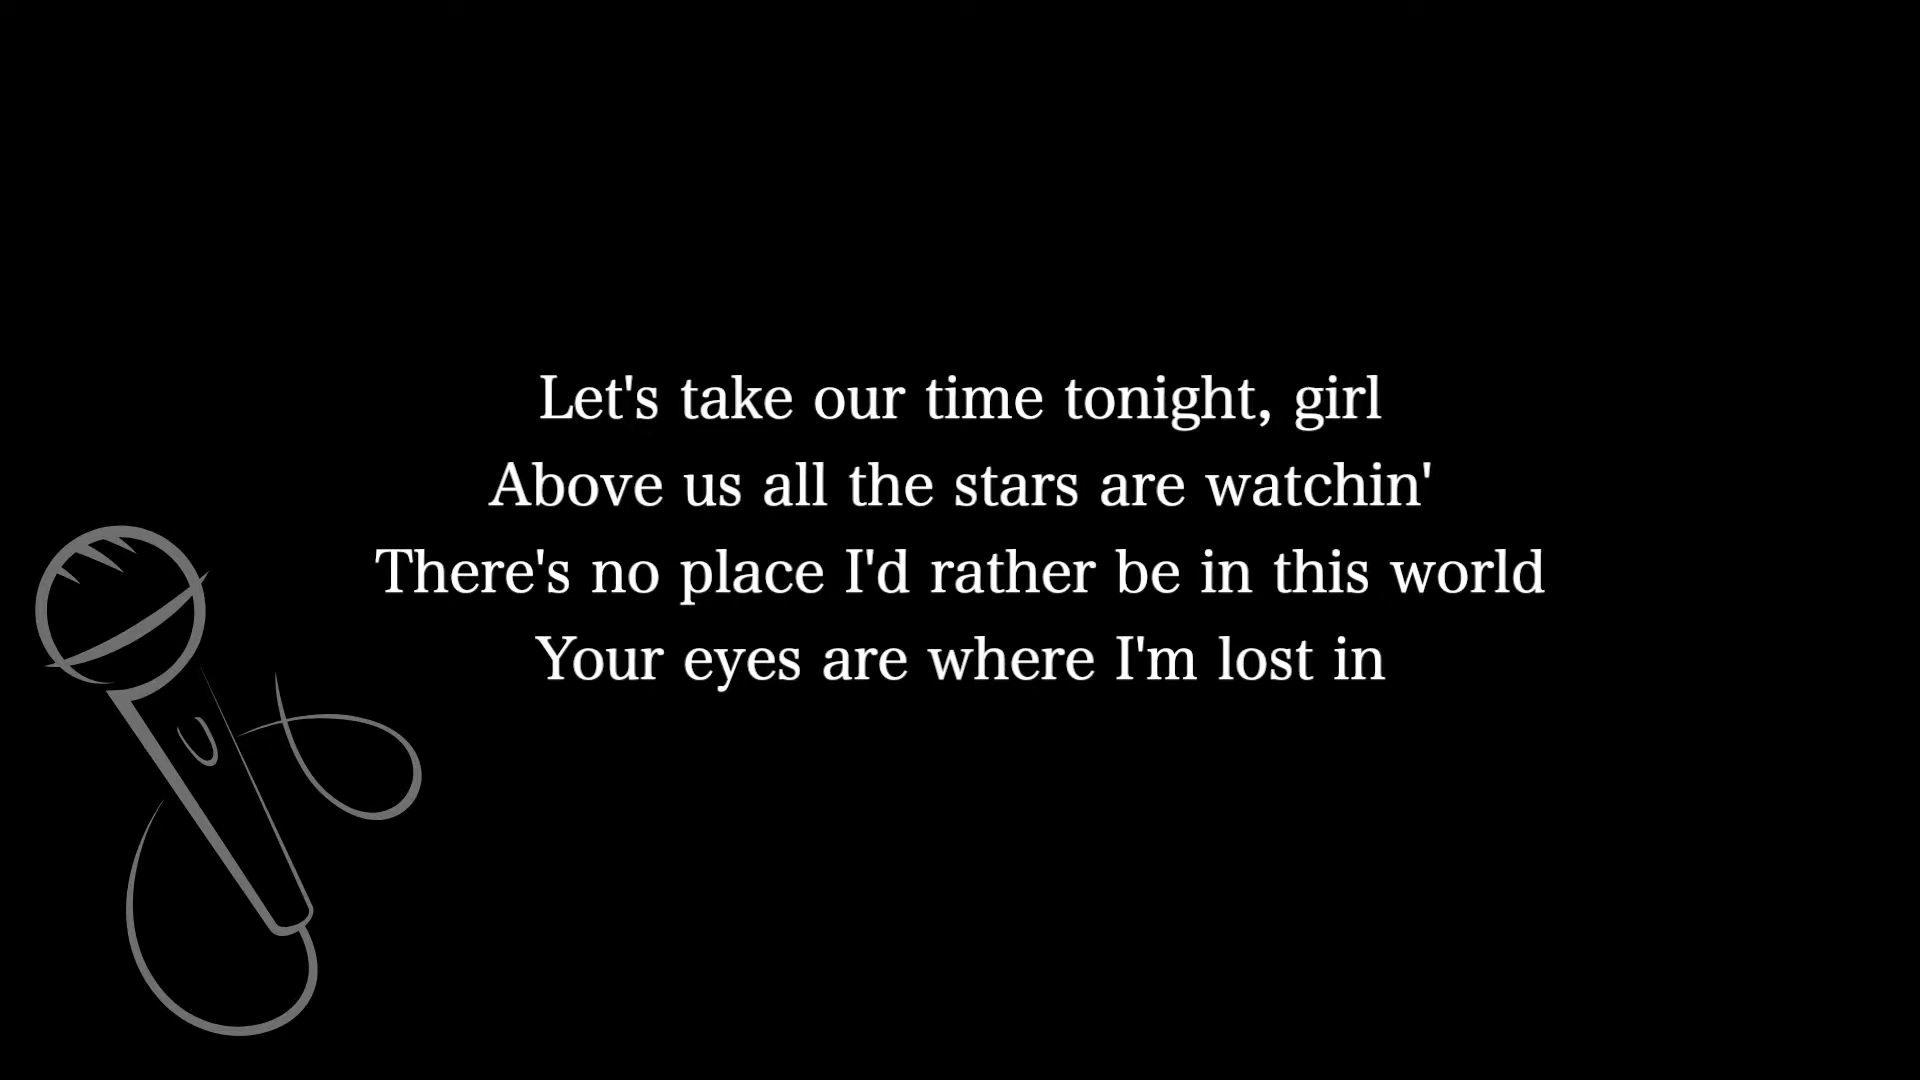 Let's take our time tonight, girl
Above us all the stars are watchin'
There's no place I'd rather be in this world
Your eyes are where I'm lost in